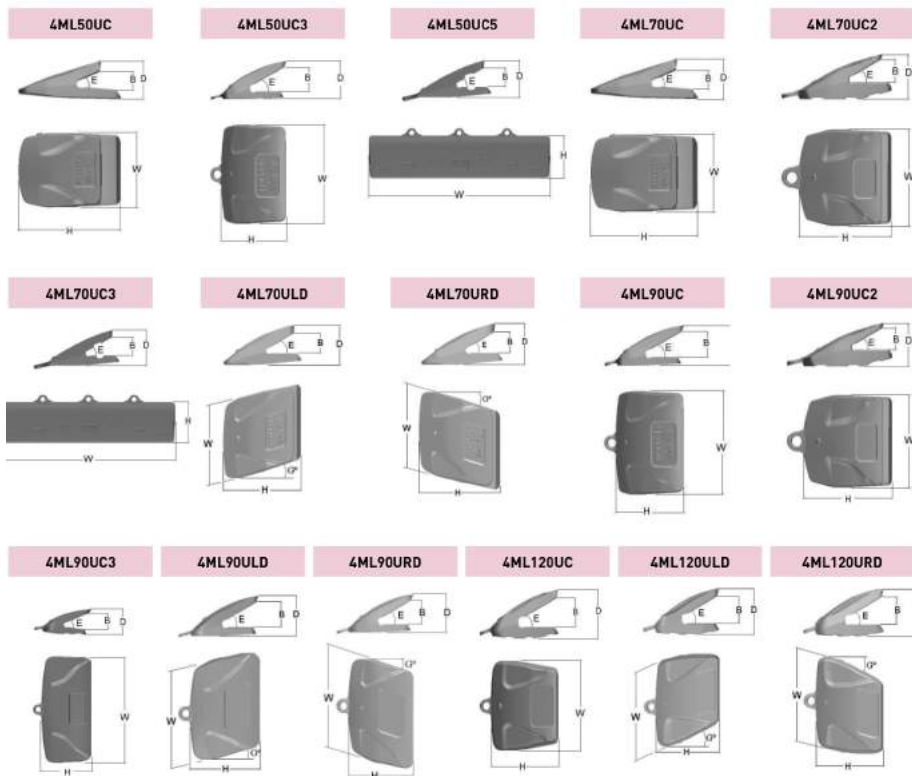 4ML50UC 4ML50UC3 4ML50UC5 4ML70UC 4ML70UC2
E B D E B D E B D E B D E B D
W W H W W
H H W H H
4ML70UC3 4ML70ULD 4ML70URD 4ML90UC 4ML90UC2
E B D E B D E B D E B E B D
H W W G° W W
W G° H H H H
4ML90UC3 4ML90ULD 4ML90URD 4ML120UC 4ML120ULD 4ML120URD
E B D E B D E B D E B D E B D E B
W W W G° W W W G°
H G° H H H G° H H